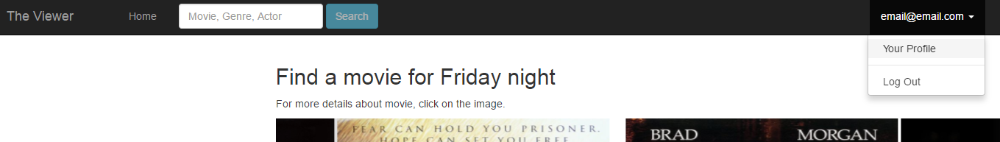 The Viewer Home Movie, Genre, Actor Search email@email.com
Your Profile
Log Out
Find a movie for Friday night
For more details about movie, click on the image.
FEAR CAN HOLD YOU PRISONER.
HOPE CAN SET YOU FREE
BRAD MORGAN